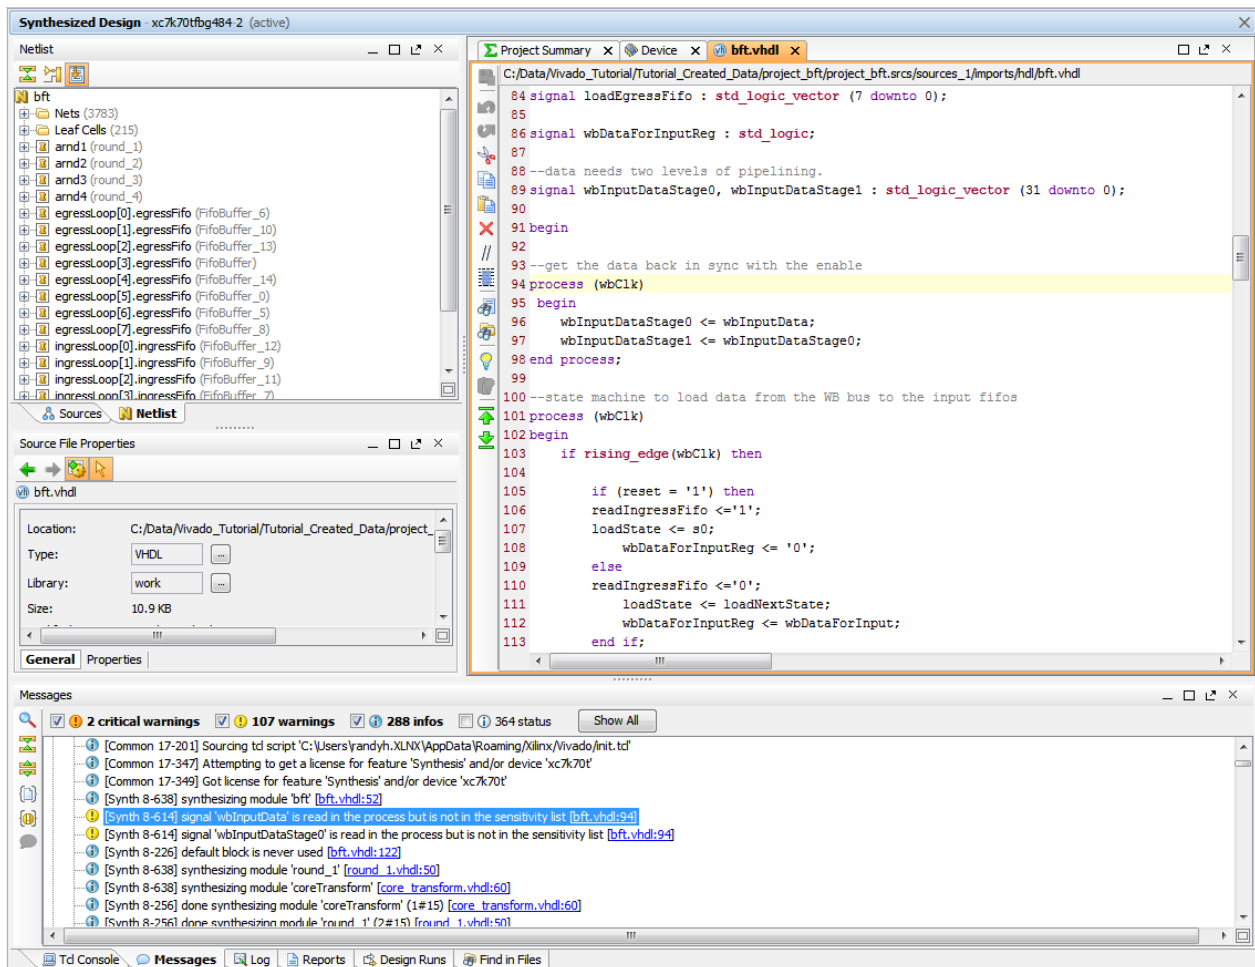 Synthesized Design - xc7k70tfbg484-2 (active)
Netlist
bft
Nets (3783)
Leaf Cells (215)
arnd1 (round_1)
arnd2 (round_2)
arnd3 (round_3)
arnd4 (round_4)
egressLoop[0].egressFifo (FifoBuffer_6)
egressLoop[1].egressFifo (FifoBuffer_10)
egressLoop[2].egressFifo (FifoBuffer_13)
egressLoop[3].egressFifo (FifoBuffer)
egressLoop[4].egressFifo (FifoBuffer_14)
egressLoop[5].egressFifo (FifoBuffer_0)
egressLoop[6].egressFifo (FifoBuffer_5)
egressLoop[7].egressFifo (FifoBuffer_8)
ingressLoop[0].ingressFifo (FifoBuffer_12)
ingressLoop[1].ingressFifo (FifoBuffer_9)
ingressLoop[2].ingressFifo (FifoBuffer_11)
ingressLoop[3].ingressFifo (FifoBuffer_7)
Sources Netlist
Source File Properties
bft.vhdl
Location: C:/Data/Vivado_Tutorial/Tutorial_Created_Data/project_
Type: VHDL ...
Library: work ...
Size: 10.9 KB
General Properties
Project Summary Device bft.vhdl
C:/Data/Vivado_Tutorial/Tutorial_Created_Data/project_bft/project_bft.srcs/sources_1/imports/hdl/bft.vhdl
84 signal loadEgressFifo : std_logic_vector (7 downto 0);
85
86 signal wbDataForInputReg : std_logic;
87
88 --data needs two levels of pipelining.
89 signal wbInputDataStage0, wbInputDataStage1 : std_logic_vector (31 downto 0);
90
91 begin
92
93 --get the data back in sync with the enable
94 process (wbClk)
95 begin
96 wbInputDataStage0 <= wbInputData;
97 wbInputDataStage1 <= wbInputDataStage0;
98 end process;
99
100 --state machine to load data from the WB bus to the input fifos
101 process (wbClk)
102 begin
103 if rising_edge(wbClk) then
104
105 if (reset = '1') then
106 readIngressFifo <='1';
107 loadState <= s0;
108 wbDataForInputReg <= '0';
109 else
110 readIngressFifo <='0';
111 loadState <= loadNextState;
112 wbDataForInputReg <= wbDataForInput;
113 end if;
Messages
2 critical warnings 107 warnings 288 infos 364 status Show All
[Common 17-201] Sourcing tcl script 'C:\Users\randyh.XLNX\AppData\Roaming/Xilinx/Vivado/init.tcl'
[Common 17-347] Attempting to get a license for feature 'Synthesis' and/or device 'xc7k70t'
[Common 17-349] Got license for feature 'Synthesis' and/or device 'xc7k70t'
[Synth 8-638] synthesizing module 'bft' [bft.vhdl:52]
[Synth 8-614] signal 'wbInputData' is read in the process but is not in the sensitivity list [bft.vhdl:94]
[Synth 8-614] signal 'wbInputDataStage0' is read in the process but is not in the sensitivity list [bft.vhdl:94]
[Synth 8-226] default block is never used [bft.vhdl:122]
[Synth 8-638] synthesizing module 'round_1' [round_1.vhdl:50]
[Synth 8-638] synthesizing module 'coreTransform' [core_transform.vhdl:60]
[Synth 8-256] done synthesizing module 'coreTransform' (1#15) [core_transform.vhdl:60]
[Synth 8-256] done synthesizing module 'round_1' (2#15) [round_1.vhdl:50]
Tcl Console Messages Log Reports Design Runs Find in Files